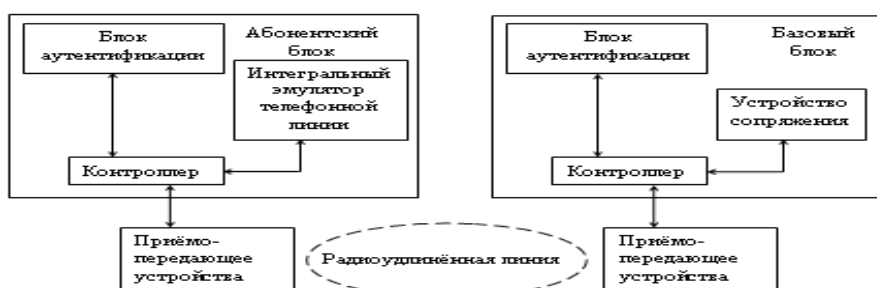 Блок
аутентификации
Абонентский
блок
Интегральный
эмулятор
телефонной
линии
Контроллер
Приёмо-
передающее
устройства
Радиоудлинённая линия
Блок
аутентификации
Базовый
блок
Устройство
сопряжения
Контроллер
Приёмо-
передающее
устройства